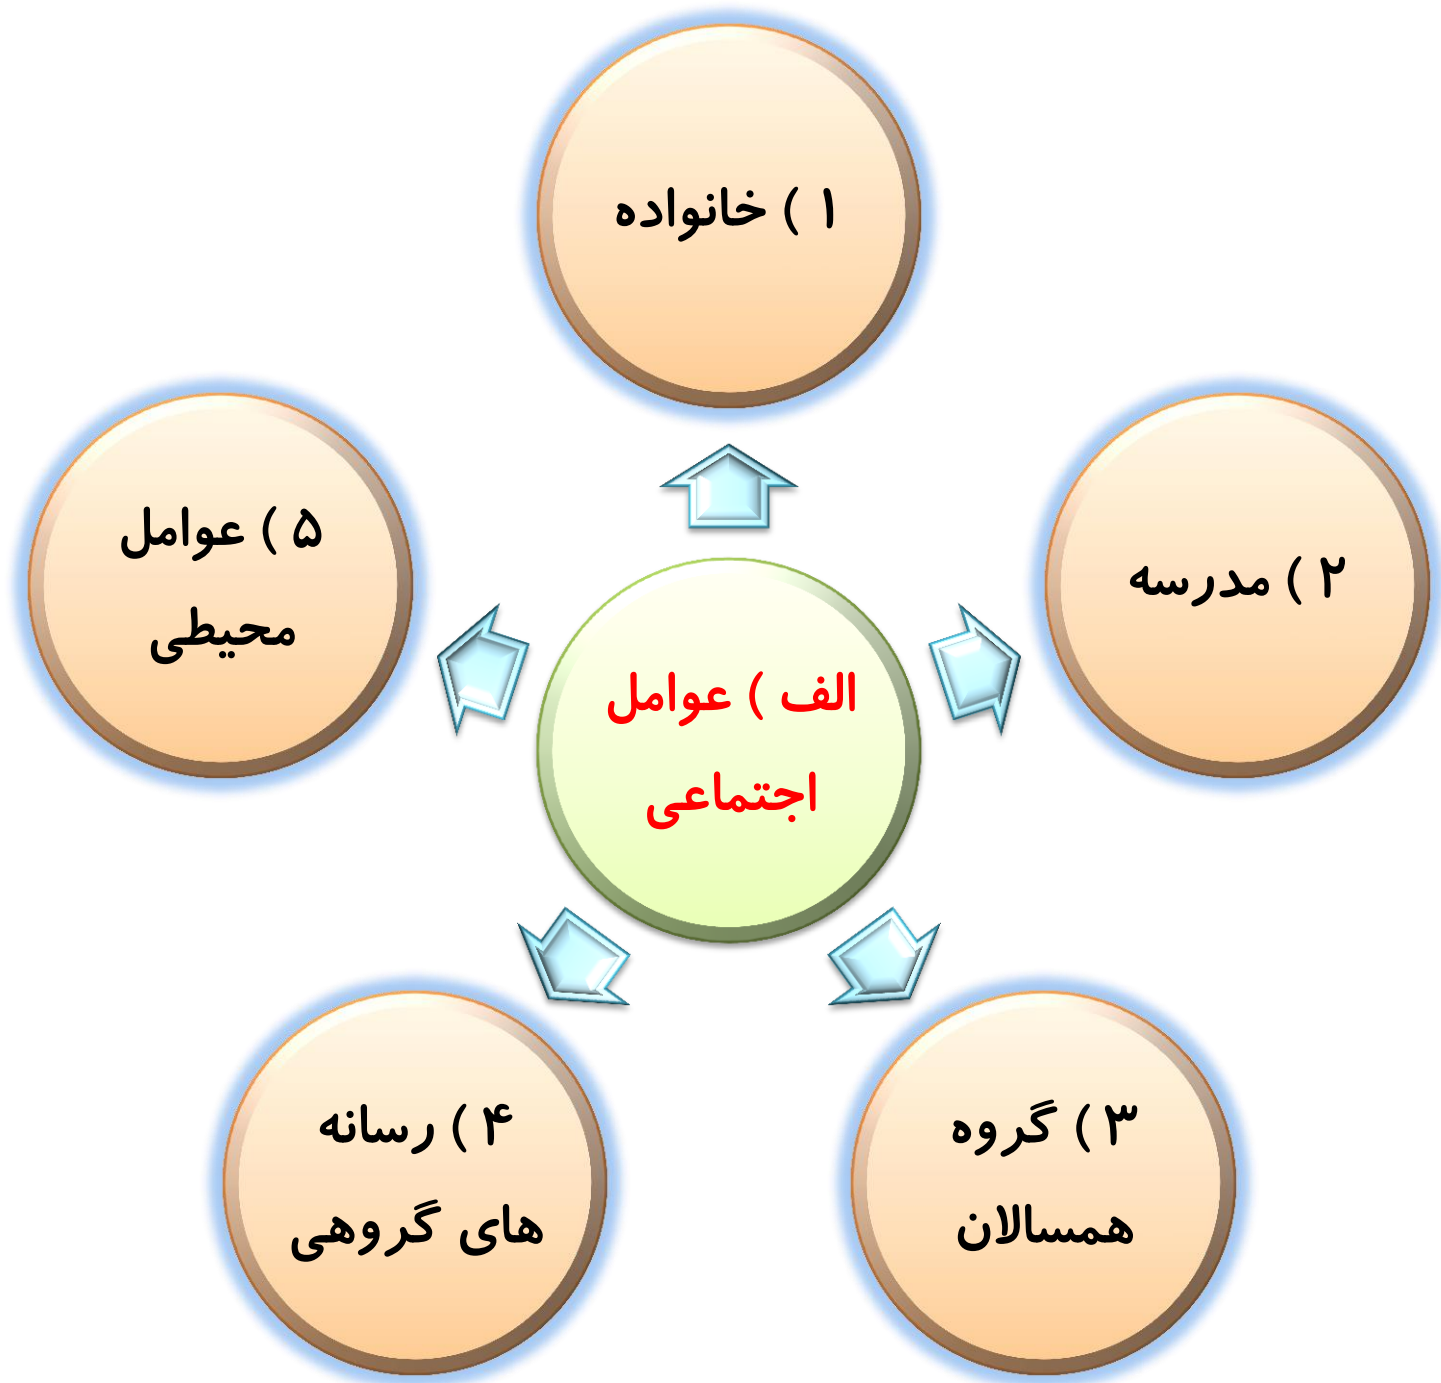 ۱ ) خانواده
۲ ) مدرسه
۳ ) گروه
همسالان
۴ ) رسانه
های گروهی
۵ ) عوامل
محیطی
الف ) عوامل
اجتماعی